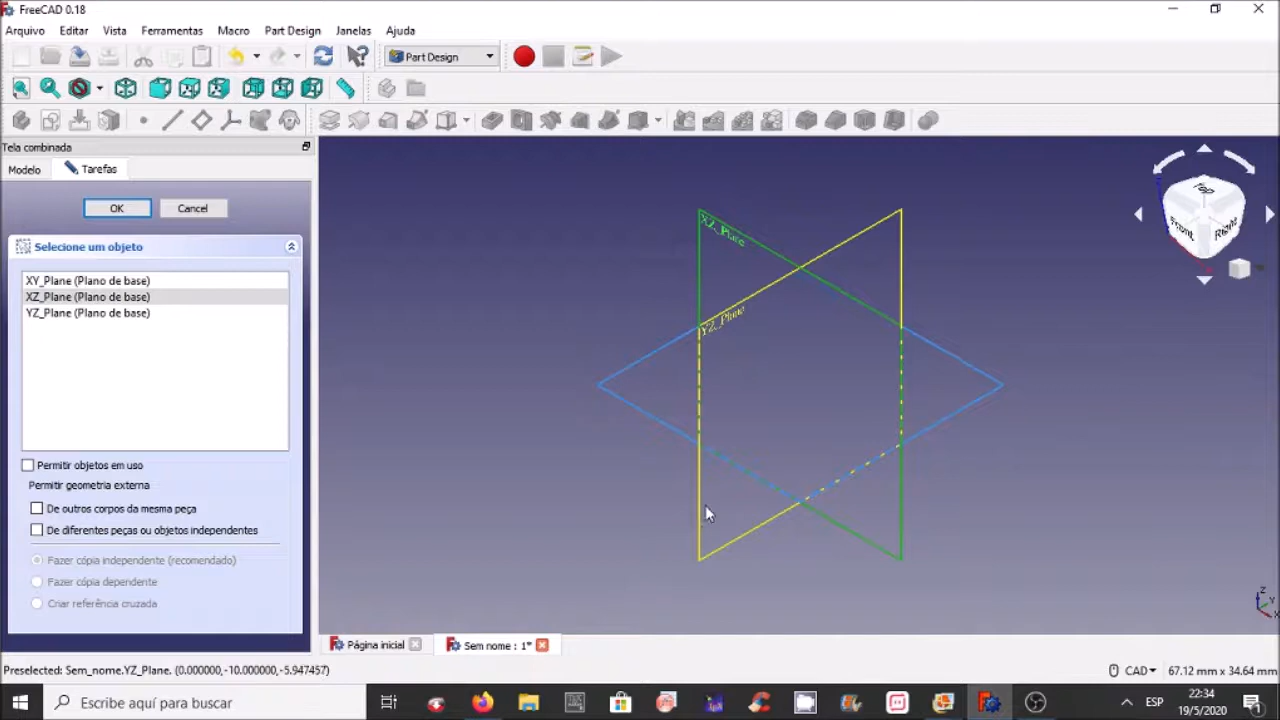 FreeCAD 0.18
Arquivo Editar Vista Ferramentas Macro Part Design Janelas Ajuda
Part Design
Tela combinada
Modelo Tarefas
OK Cancel
Selecione um objeto
XY_Plane (Plano de base)
XZ_Plane (Plano de base)
YZ_Plane (Plano de base)
Permitir objetos em uso
Permitir geometria externa
De outros corpos da mesma peça
De diferentes peças ou objetos independentes
Fazer cópia independente (recomendado)
Fazer cópia dependente
Criar referência cruzada
XZ_Plane
YZ_Plane
Top
Front
Right
Z
Y
X
Página inicial
Sem nome : 1*
Preselected: Sem_nome.YZ_Plane. (0.000000,-10.000000,-5.947457)
CAD
67.12 mm x 34.64 mm
Escribe aquí para buscar
ESP
22:34
19/5/2020
1